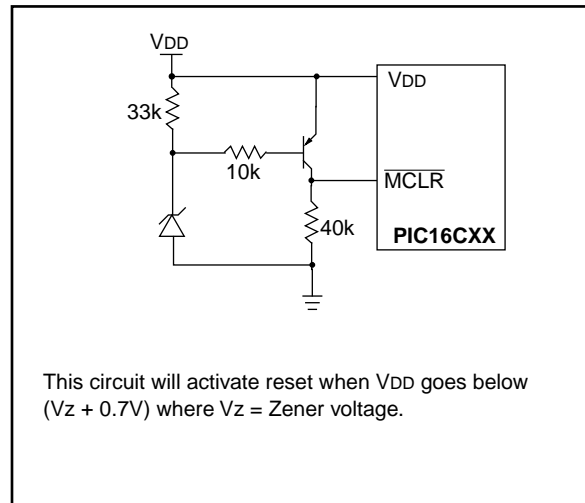 VDD
VDD
33k
10k
MCLR
40k
PIC16CXX
This circuit will activate reset when VDD goes below
(Vz + 0.7V) where Vz = Zener voltage.